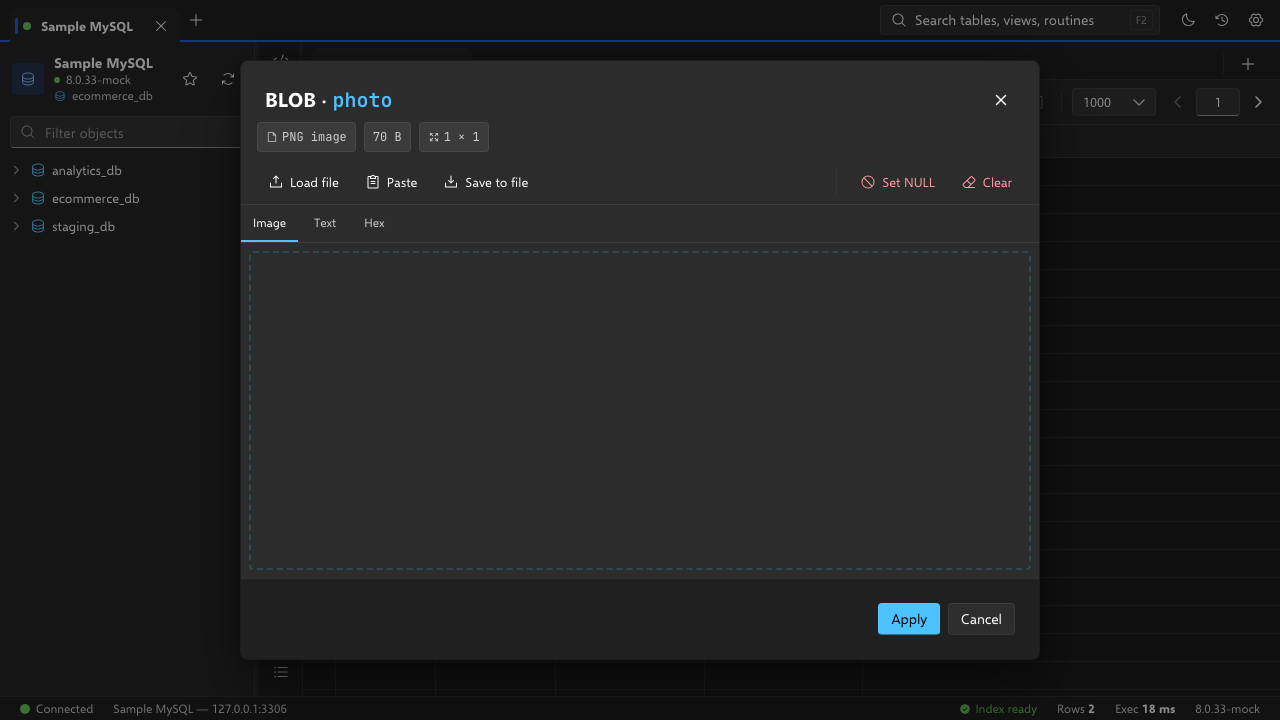 Sample MySQL
Search tables, views, routines F2
Sample MySQL
8.0.33-mock
ecommerce_db
Filter objects
analytics_db
ecommerce_db
staging_db
BLOB · photo
PNG image 70 B 1 × 1
Load file Paste Save to file Set NULL Clear
Image Text Hex
1000 1
Apply Cancel
Connected Sample MySQL — 127.0.0.1:3306 Index ready Rows 2 Exec 18 ms 8.0.33-mock